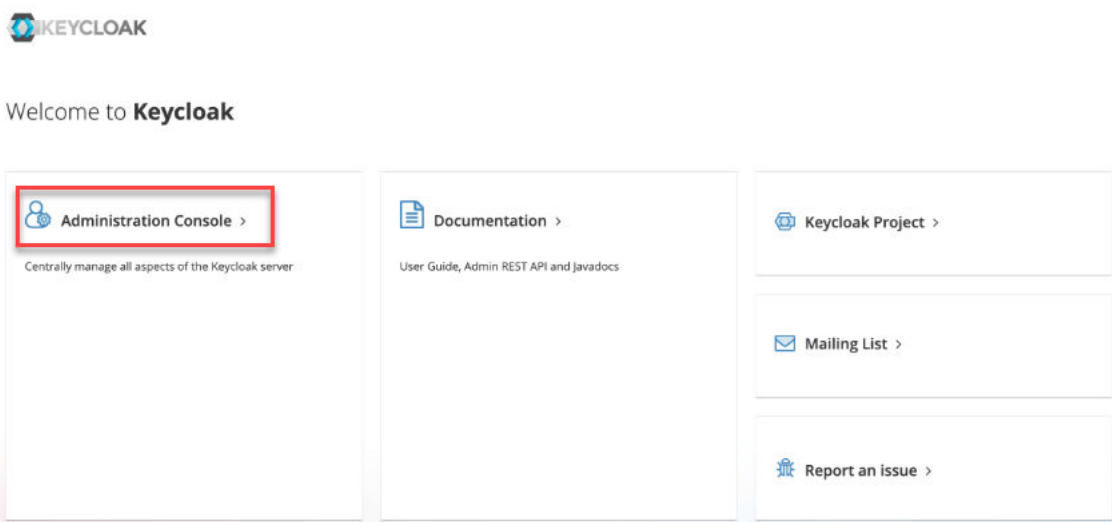 KEYCLOAK
Welcome to Keycloak
Administration Console >
Centrally manage all aspects of the Keycloak server
Documentation >
User Guide, Admin REST API and Javadocs
Keycloak Project >
Mailing List >
Report an issue >